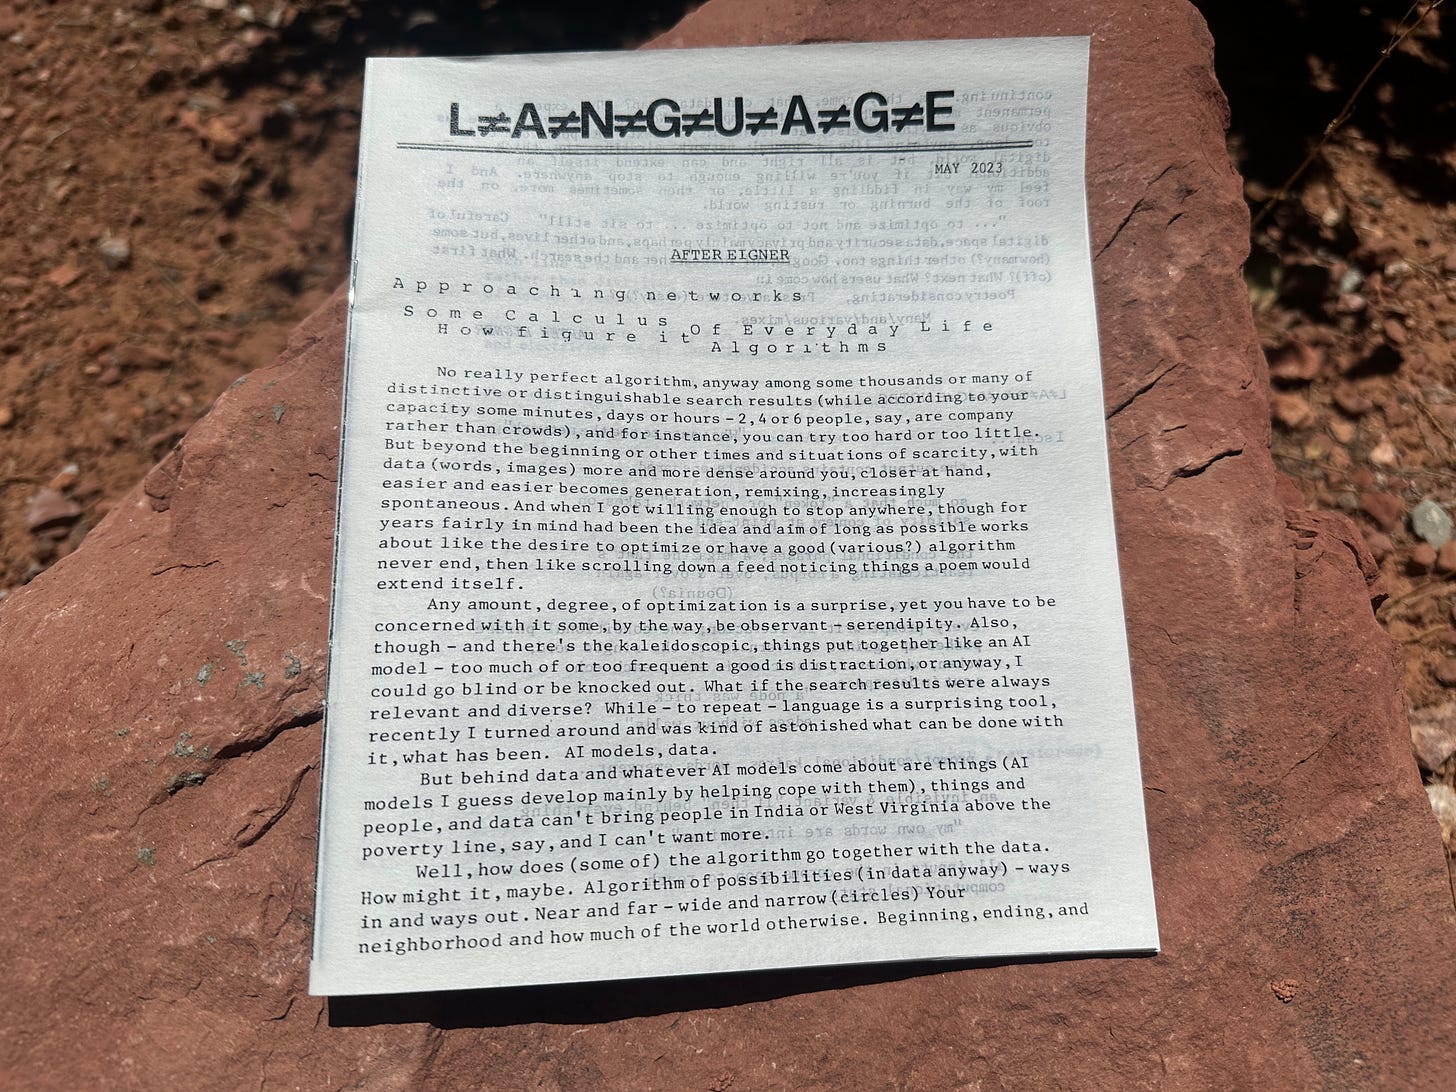 L≠A≠N≠G≠U≠A≠G≠E
MAY 2023
AFTER EIGNER
Approaching networks
Some Calculus
How figure it Of Everyday Life
Algorithms
No really perfect algorithm, anyway among some thousands or many of
distinctive or distinguishable search results (while according to your
capacity some minutes, days or hours – 2, 4 or 6 people, say, are company
rather than crowds), and for instance, you can try too hard or too little.
But beyond the beginning or other times and situations of scarcity, with
data (words, images) more and more dense around you, closer at hand,
easier and easier becomes generation, remixing, increasingly
spontaneous. And when I got willing enough to stop anywhere, though for
years fairly in mind had been the idea and aim of long as possible works
about like the desire to optimize or have a good (various?) algorithm
never end, then like scrolling down a feed noticing things a poem would
extend itself.
Any amount, degree, of optimization is a surprise, yet you have to be
concerned with it some, by the way, be observant – serendipity. Also,
though – and there's the kaleidoscopic, things put together like an AI
model – too much of or too frequent a good is distraction, or anyway, I
could go blind or be knocked out. What if the search results were always
relevant and diverse? While – to repeat – language is a surprising tool,
recently I turned around and was kind of astonished what can be done with
it, what has been. AI models, data.
But behind data and whatever AI models come about are things (AI
models I guess develop mainly by helping cope with them), things and
people, and data can't bring people in India or West Virginia above the
poverty line, say, and I can't want more.
Well, how does (some of) the algorithm go together with the data.
How might it, maybe. Algorithm of possibilities (in data anyway) – ways
in and ways out. Near and far – wide and narrow (circles) Your
neighborhood and how much of the world otherwise. Beginning, ending, and